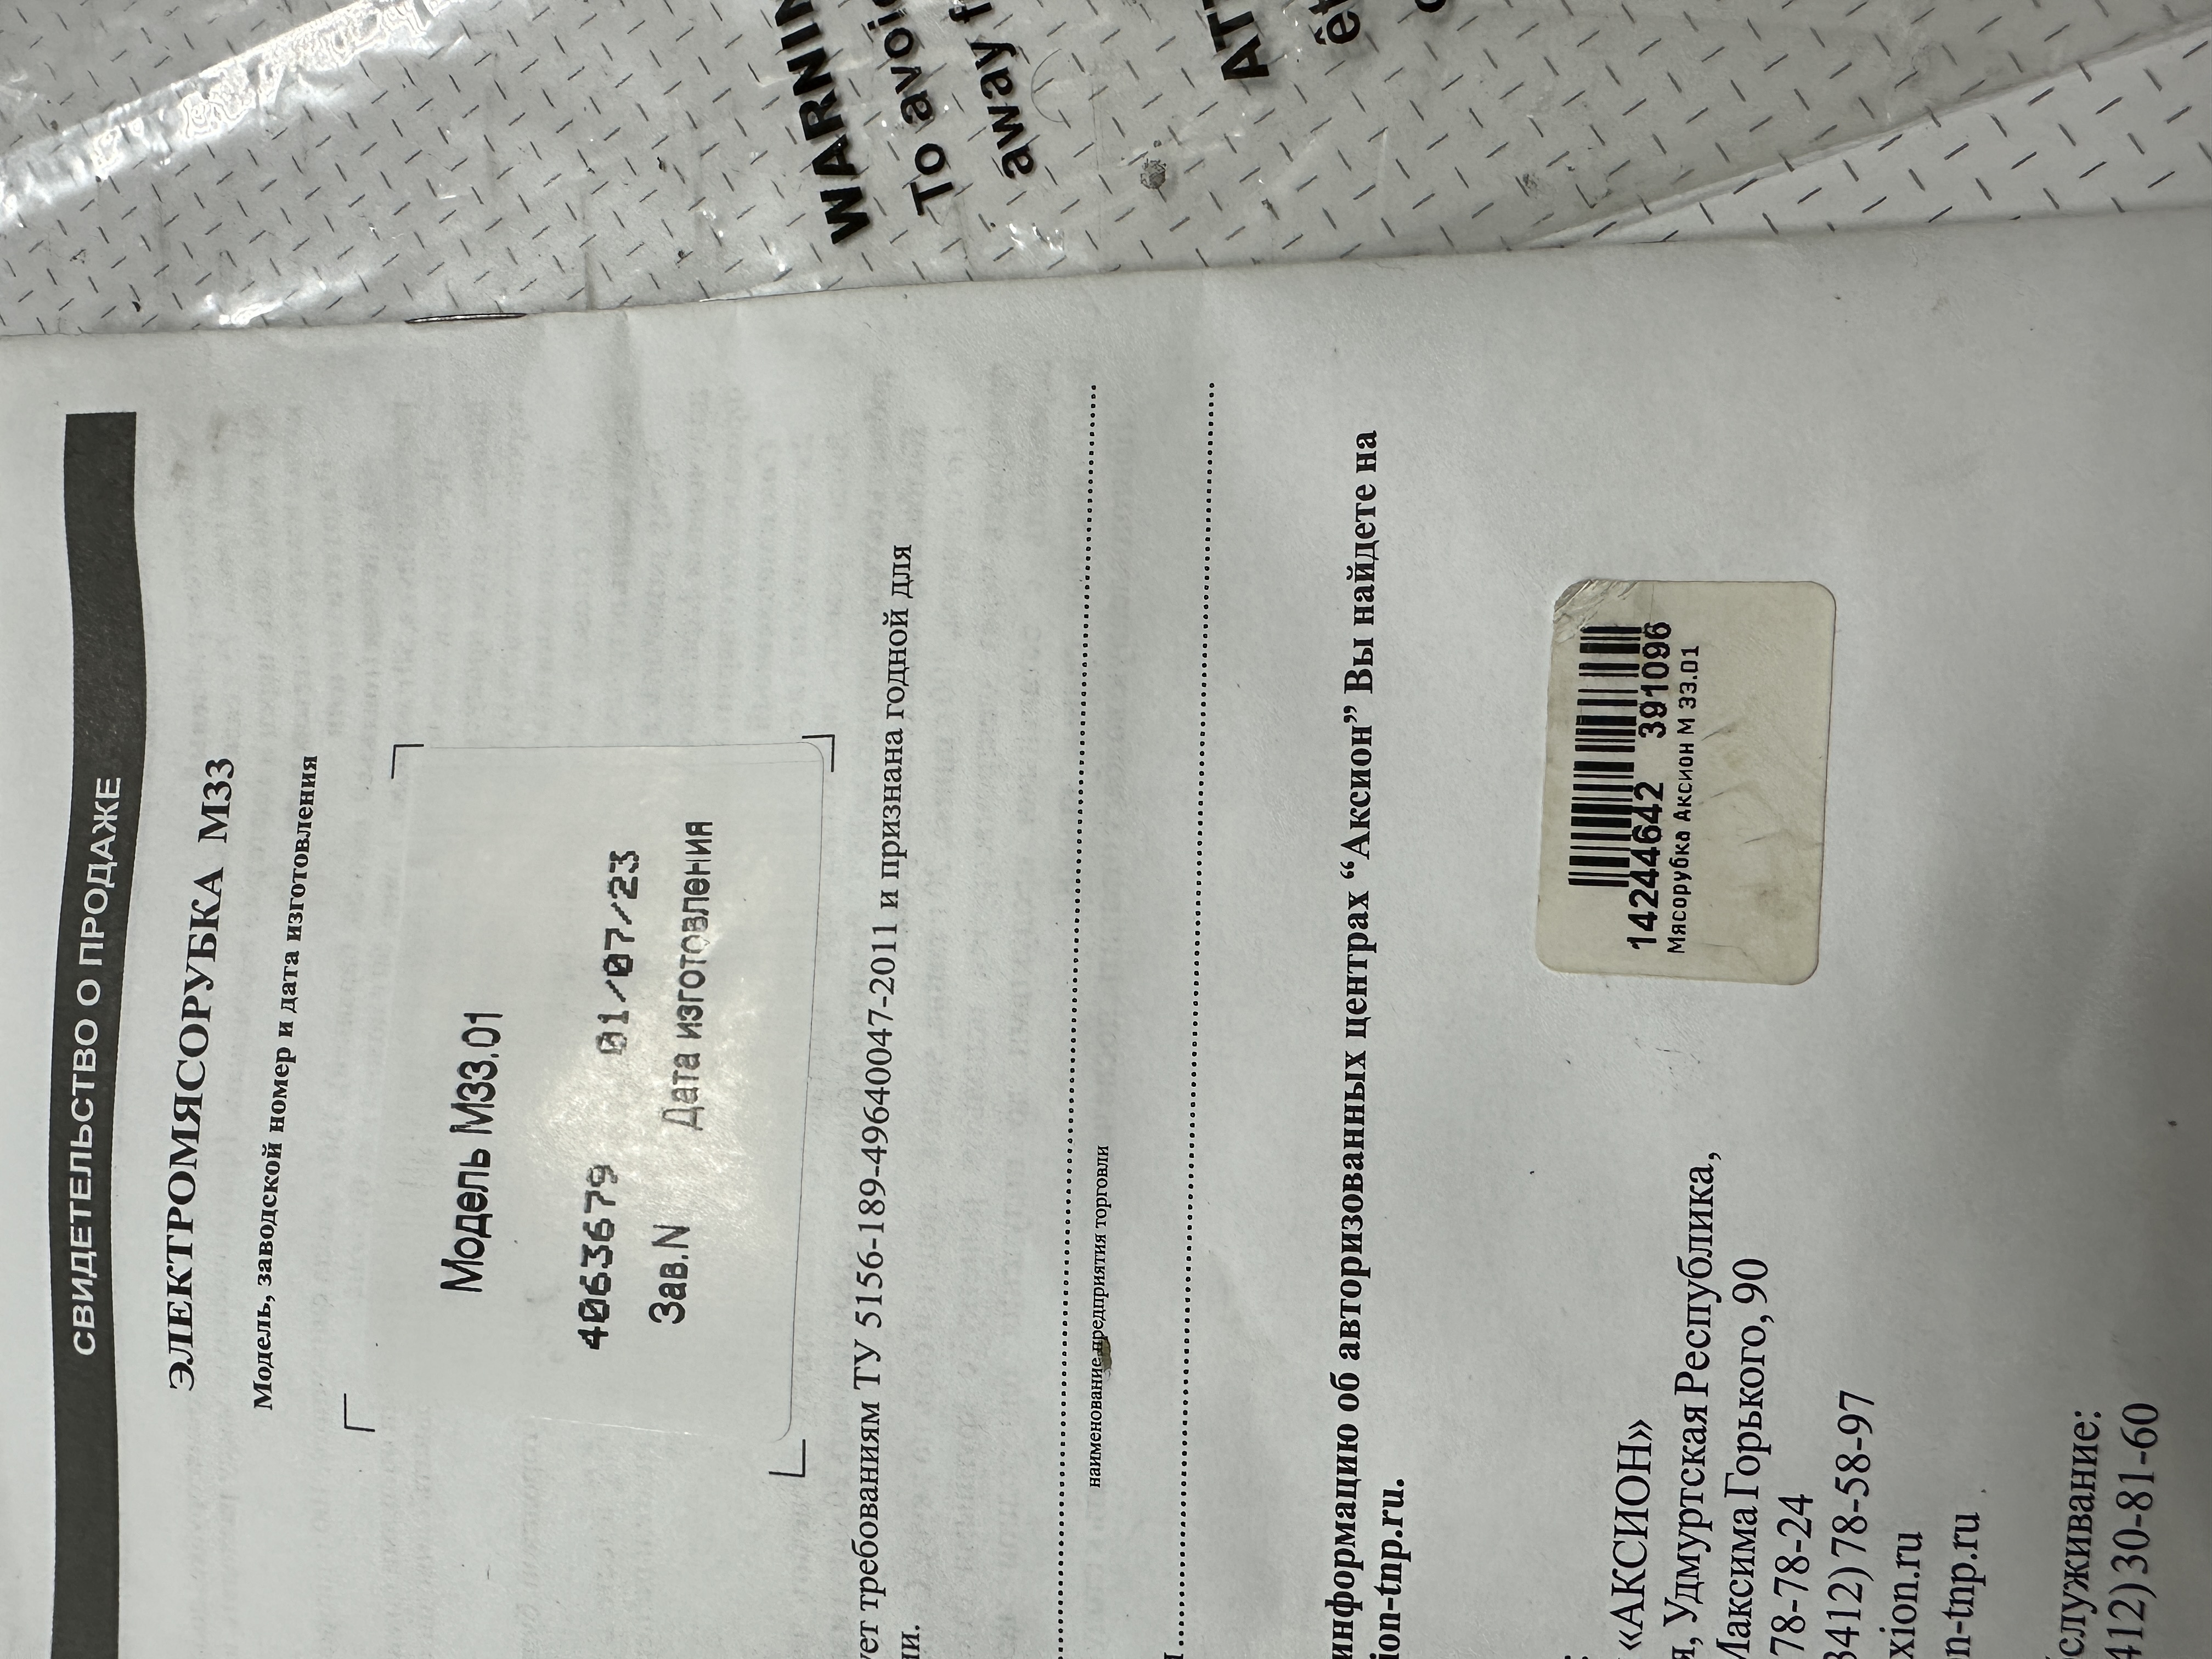 WARNIN
To avoi
away f
СВИДЕТЕЛЬСТВО О ПРОДАЖЕ
ЭЛЕКТРОМЯСОРУБКА М33
Модель, заводской номер и дата изготовления
Модель М33.01
4063679 01/07/23
Зав.N Дата изготовления
ует требованиям ТУ 5156-189-49640047-2011 и признана годной для
ии.
наименование предприятия торговли
информацию об авторизованных центрах “Аксион” Вы найдете на
ion-tnp.ru.
«АКСИОН»
я, Удмуртская Республика,
Максима Горького, 90
78-78-24
3412) 78-58-97
xion.ru
n-tnp.ru
служивание:
412) 30-81-60
14244642 391096
Мясорубка Аксион М 33.01